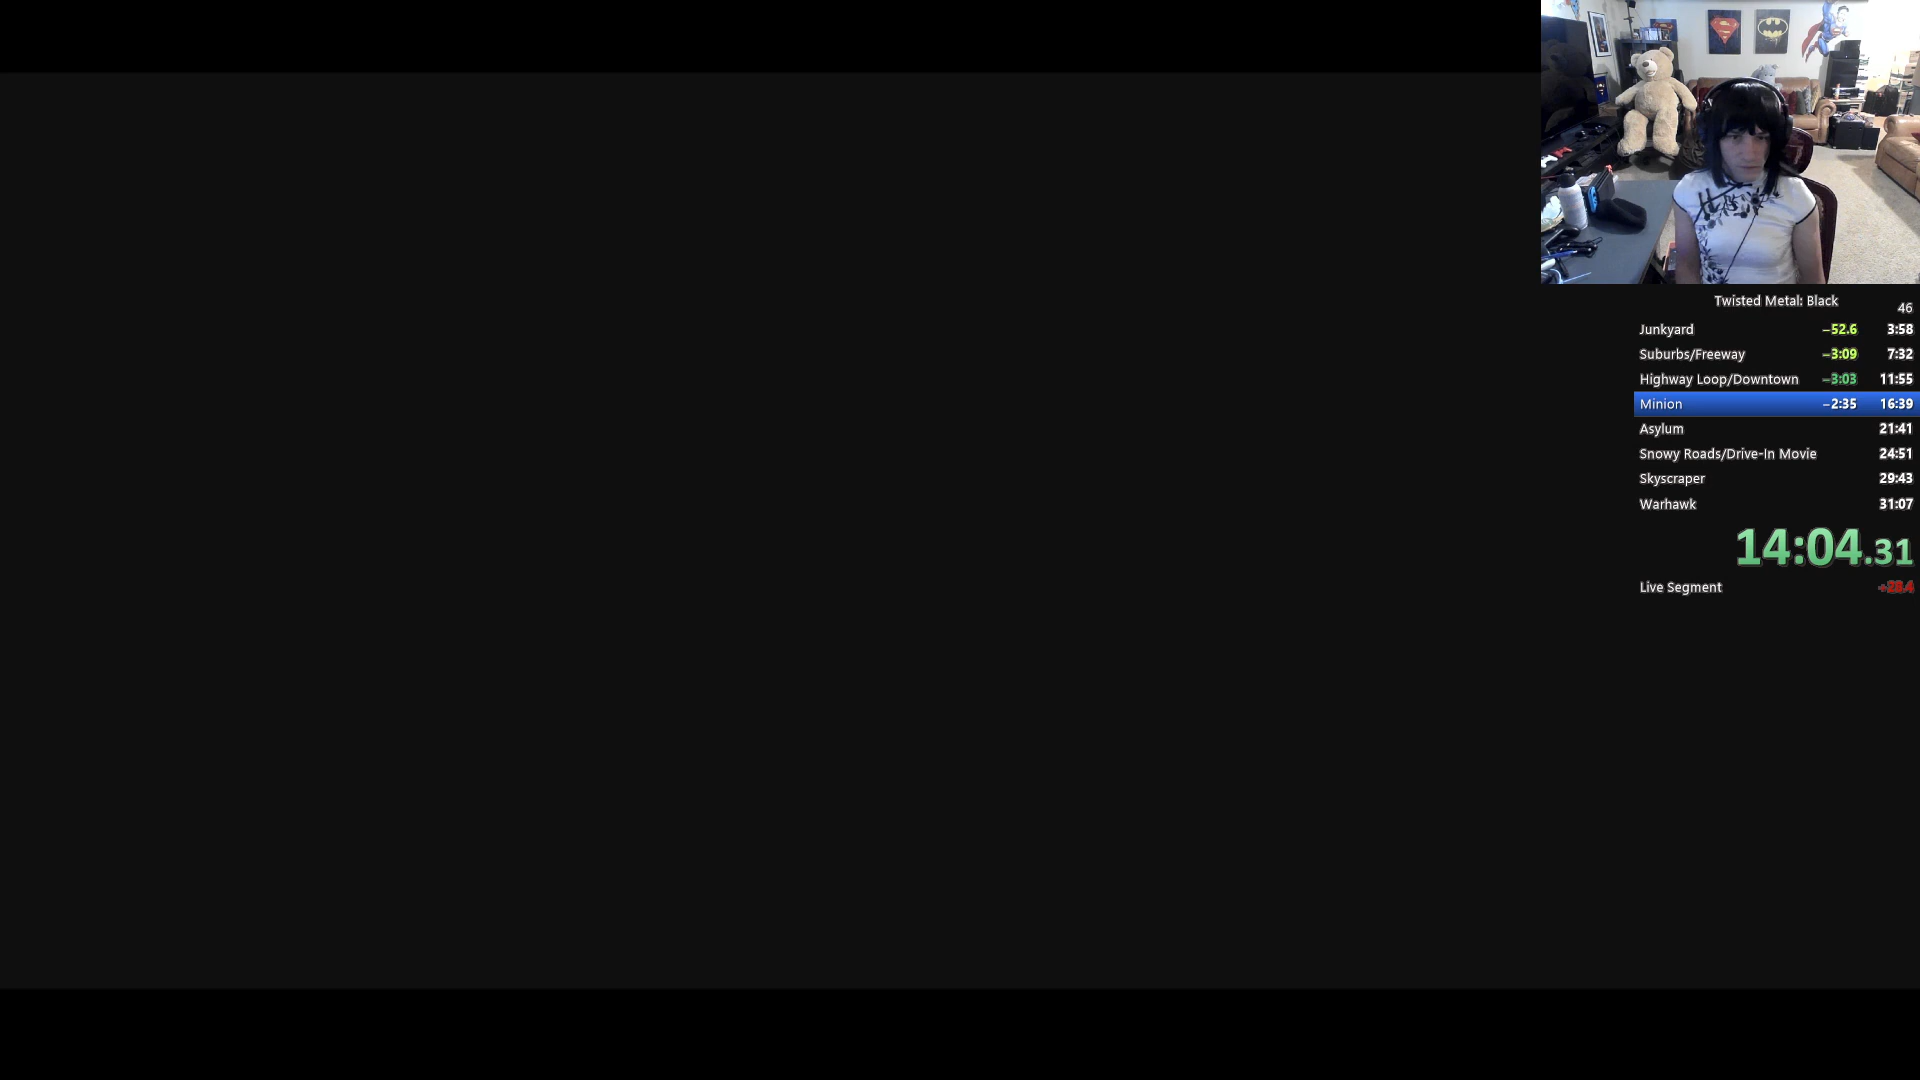 Twisted Metal: Black
46
Junkyard −52.6 3:58
Suburbs/Freeway −3:09 7:32
Highway Loop/Downtown −3:03 11:55
Minion −2:35 16:39
Asylum 21:41
Snowy Roads/Drive-In Movie 24:51
Skyscraper 29:43
Warhawk 31:07
14:04.31
Live Segment +28.4